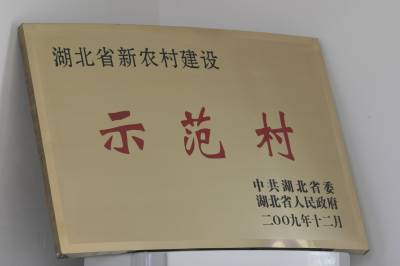 湖北省新农村建设
示范村
中共湖北省委
湖北省人民政府
二00九年十二月